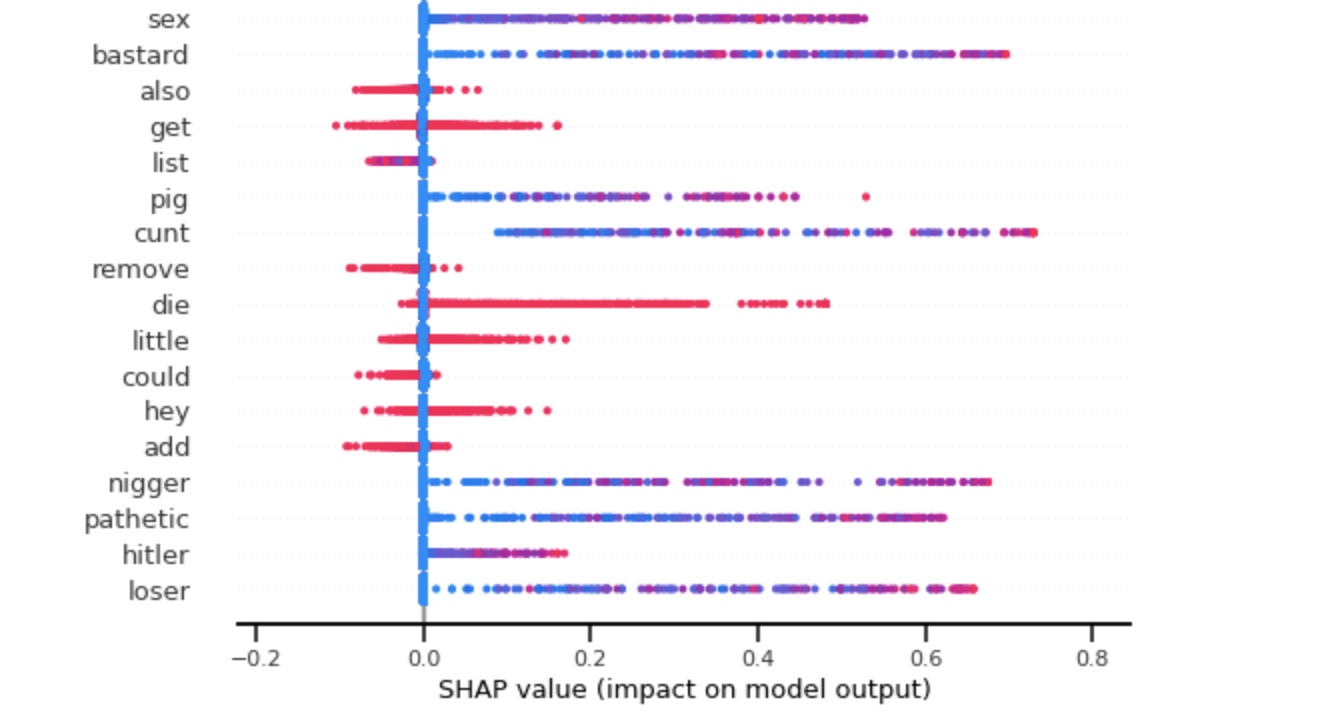 sex
bastard
also
get
list
pig
cunt
remove
die
little
could
hey
add
nigger
pathetic
hitler
loser
−0.2 0.0 0.2 0.4 0.6 0.8
SHAP value (impact on model output)